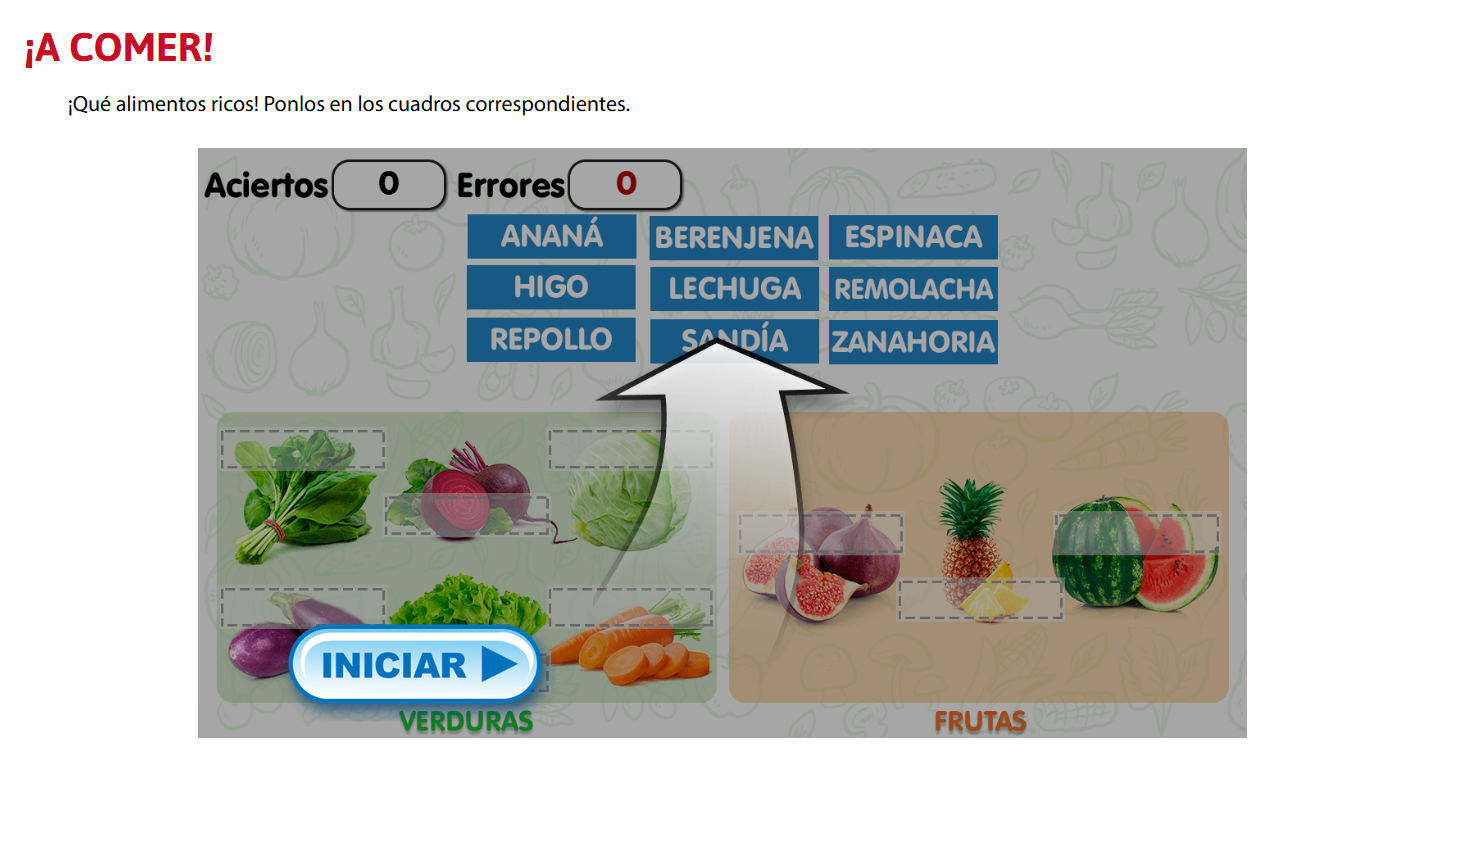 ¡A COMER!
¡Qué alimentos ricos! Ponlos en los cuadros correspondientes.
Aciertos 0 Errores 0
ANANÁ BERENJENA ESPINACA
HIGO LECHUGA REMOLACHA
REPOLLO SANDÍA ZANAHORIA
INICIAR
VERDURAS FRUTAS